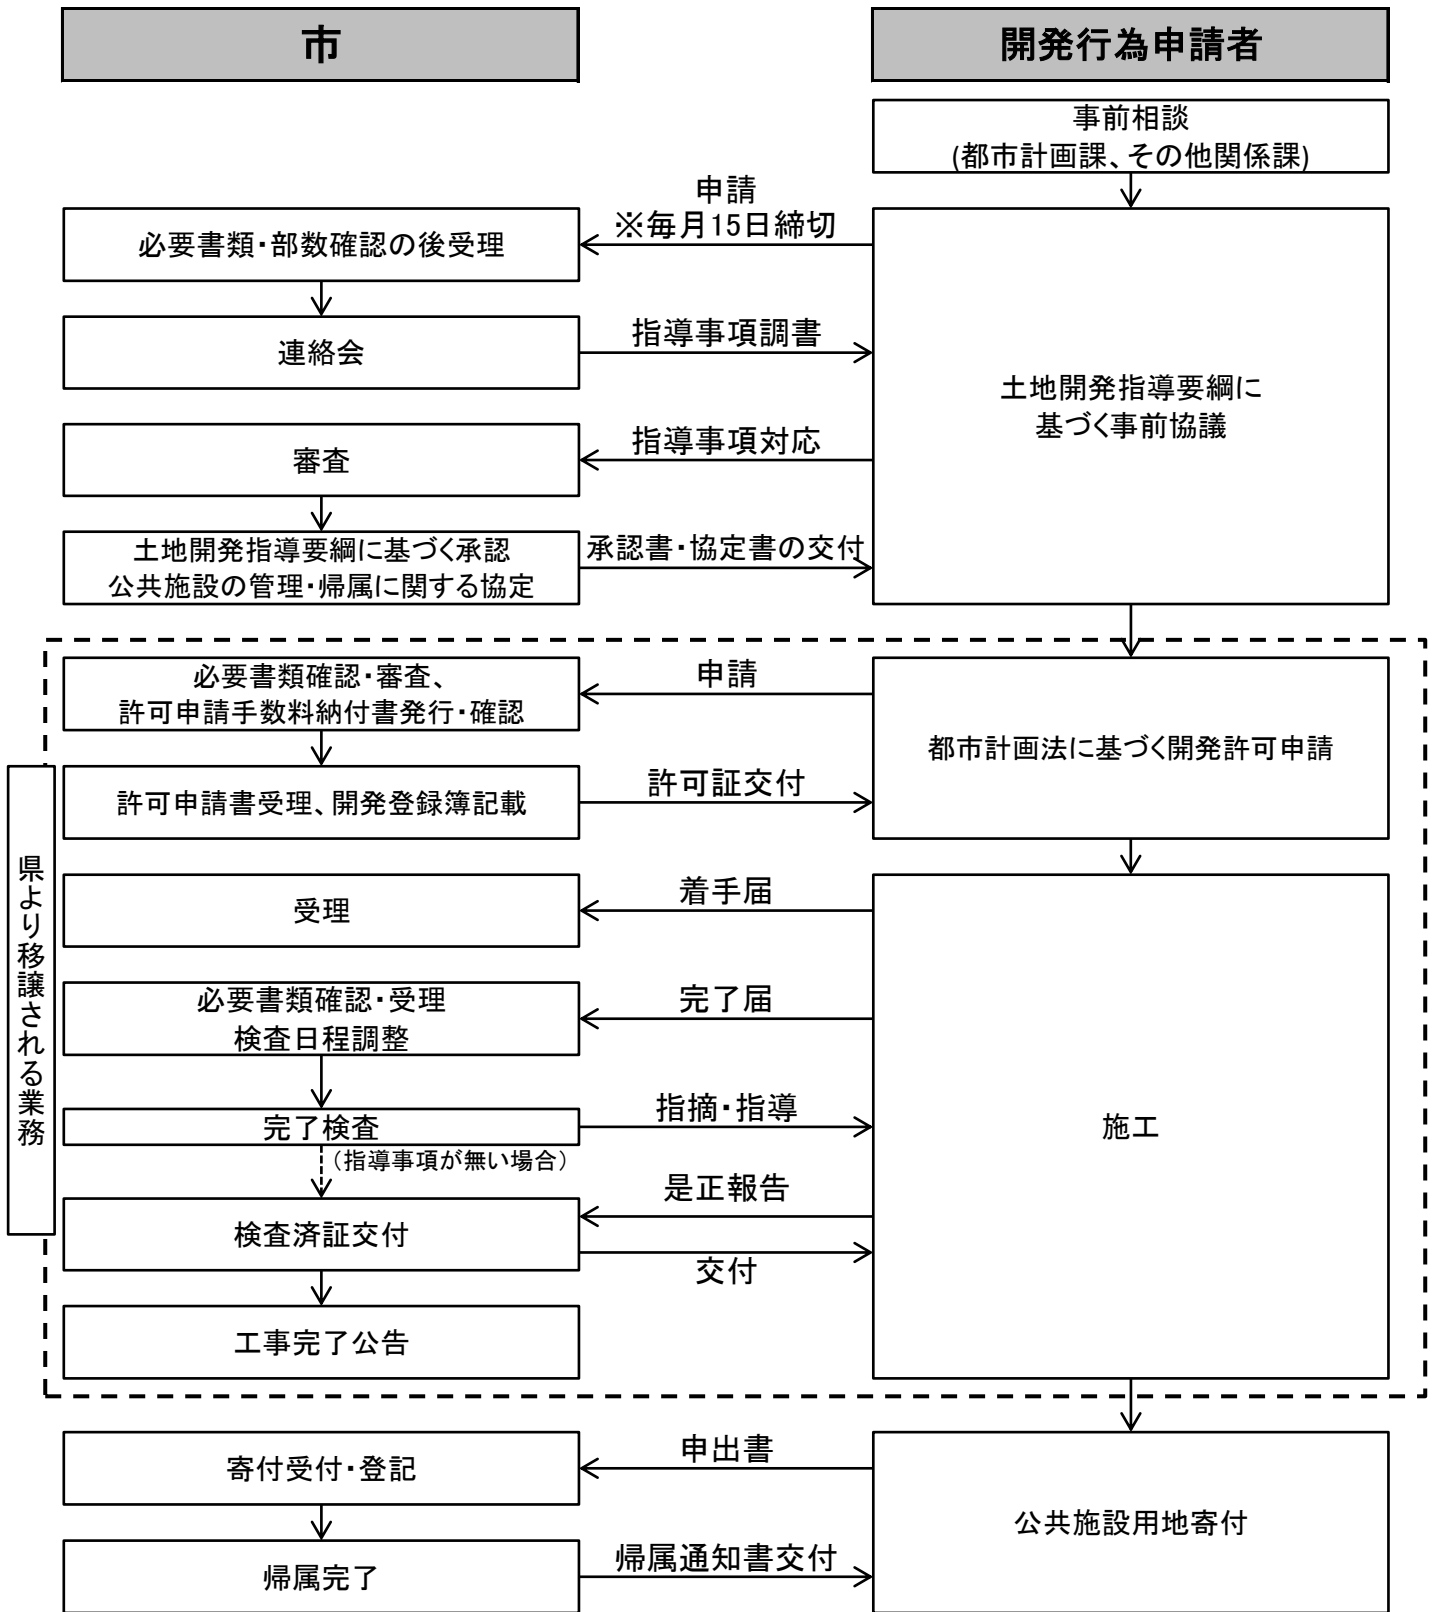 市
開発行為申請者
事前相談
(都市計画課、その他関係課)
申請
※毎月15日締切
必要書類・部数確認の後受理
連絡会
指導事項調書
土地開発指導要綱に
基づく事前協議
指導事項対応
審査
土地開発指導要綱に基づく承認
公共施設の管理・帰属に関する協定
承認書・協定書の交付
県より移譲される業務
必要書類確認・審査、
許可申請手数料納付書発行・確認
申請
都市計画法に基づく開発許可申請
許可申請書受理、開発登録簿記載
許可証交付
着手届
受理
必要書類確認・受理
検査日程調整
完了届
完了検査
指摘・指導
施工
（指導事項が無い場合）
是正報告
検査済証交付
交付
工事完了公告
申出書
寄付受付・登記
公共施設用地寄付
帰属完了
帰属通知書交付